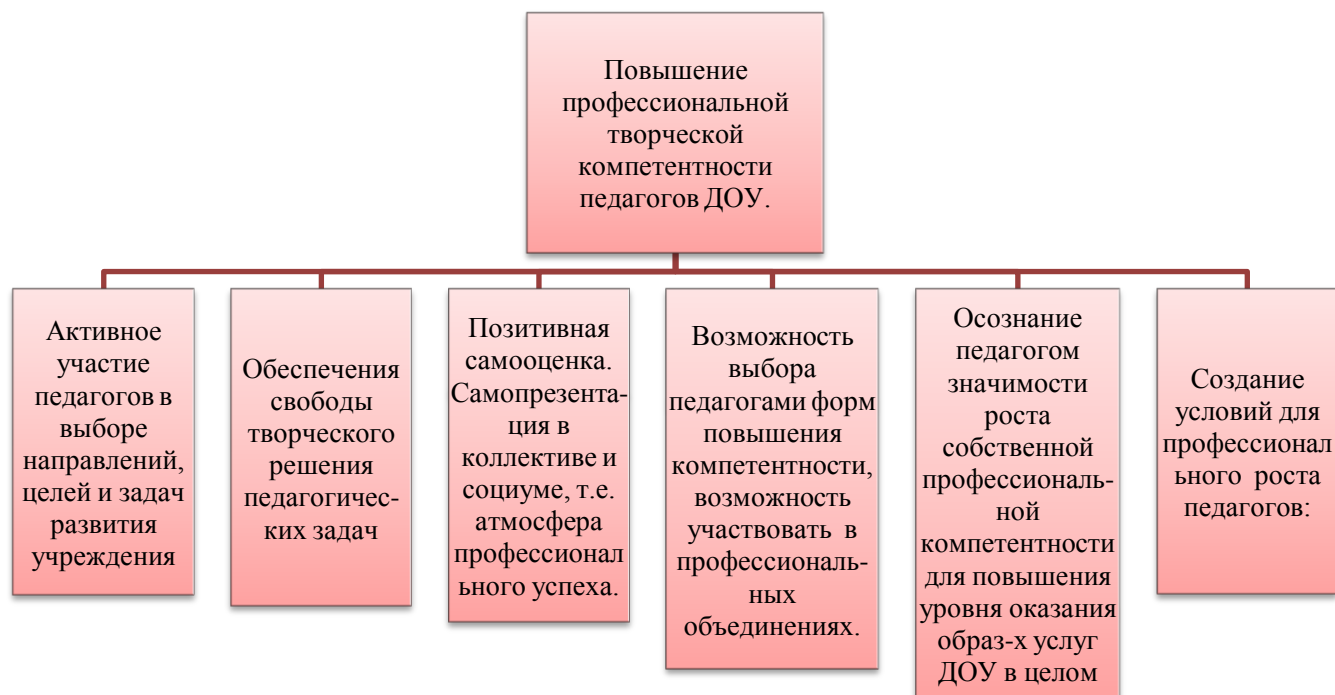 Повышение
профессиональной
творческой
компетентности
педагогов ДОУ.
Активное
участие
педагогов в
выборе
направлений,
целей и задач
развития
учреждения
Обеспечения
свободы
творческого
решения
педагогичес-
ких задач
Позитивная
самооценка.
Самопрезента-
ция в
коллективе и
социуме, т.е.
атмосфера
профессионал
ьного успеха.
Возможность
выбора
педагогами форм
повышения
компетентности,
возможность
участвовать в
профессиональ-
ных
объединениях.
Осознание
педагогом
значимости
роста
собственной
профессиональ-
ной
компетентности
для повышения
уровня оказания
образ-х услуг
ДОУ в целом
Создание
условий для
профессионал
ьного роста
педагогов: